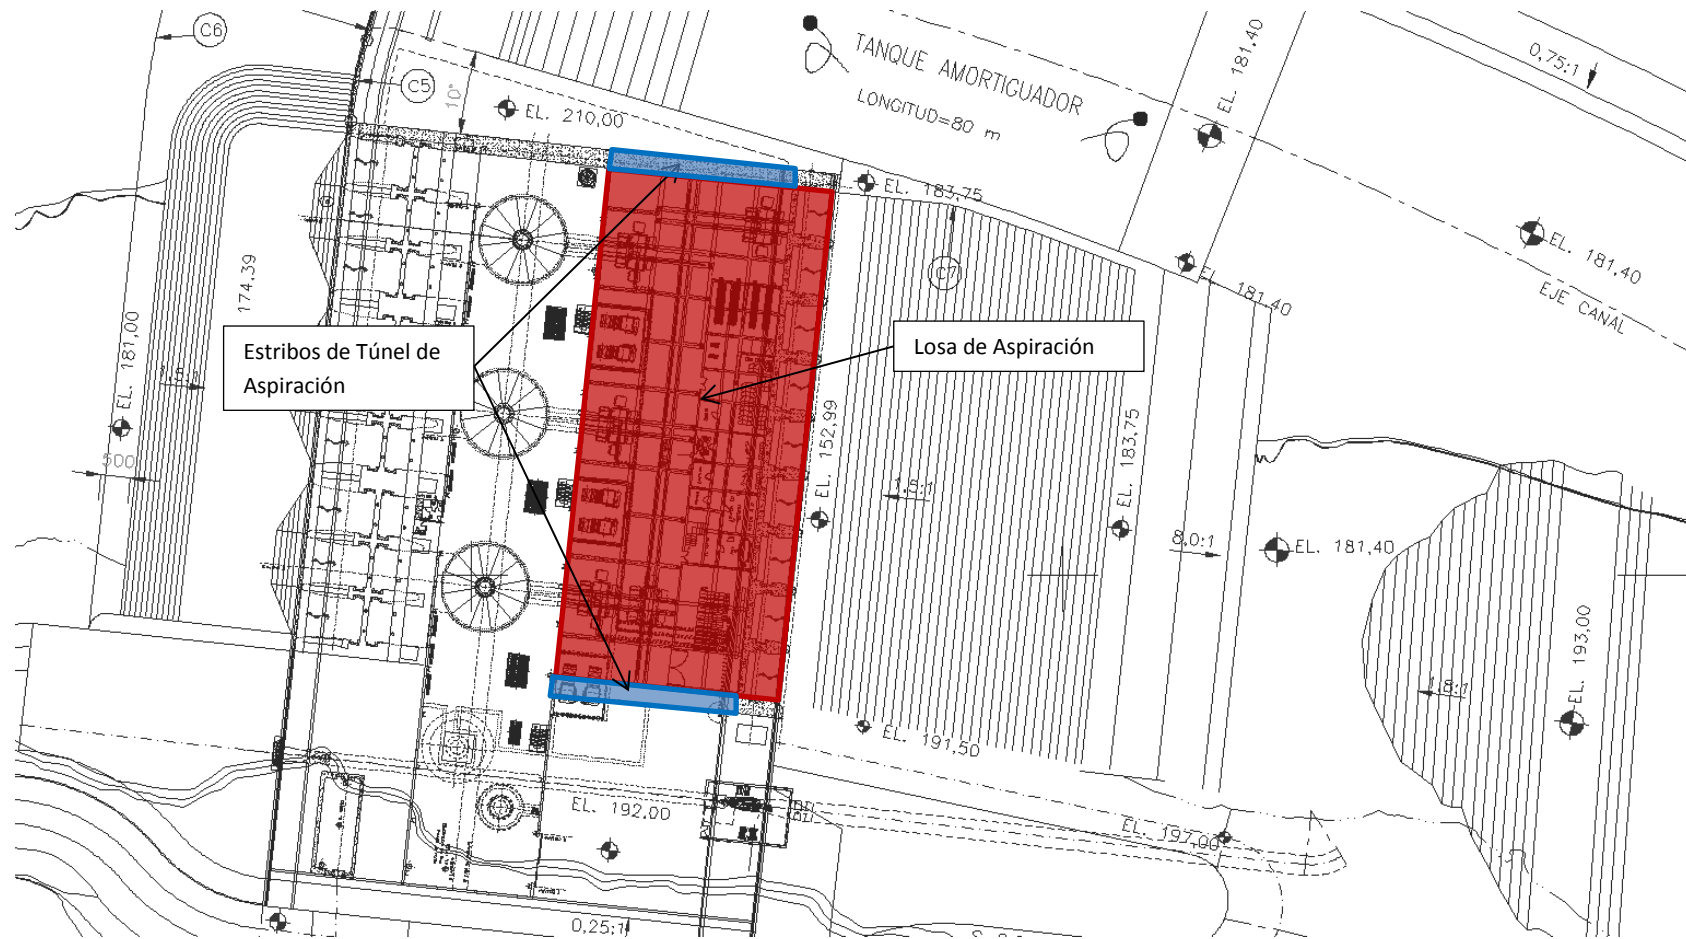 C6
C5
10°
EL. 210,00
TANQUE AMORTIGUADOR
LONGITUD=80 m
EL. 181,40
0,75:1
EL. 183,75
EL. 181,40
EJE CANAL
C7
EL. 181,40
174,39
EL. 181,00
1,5:1
500
Estribos de Túnel de
Aspiración
Losa de Aspiración
EL. 152,99
1,5:1
EL. 183,75
8,0:1
EL. 181,40
EL. 193,00
1,8:1
EL. 191,50
EL. 192,00
EL. 197,00
0,25:1